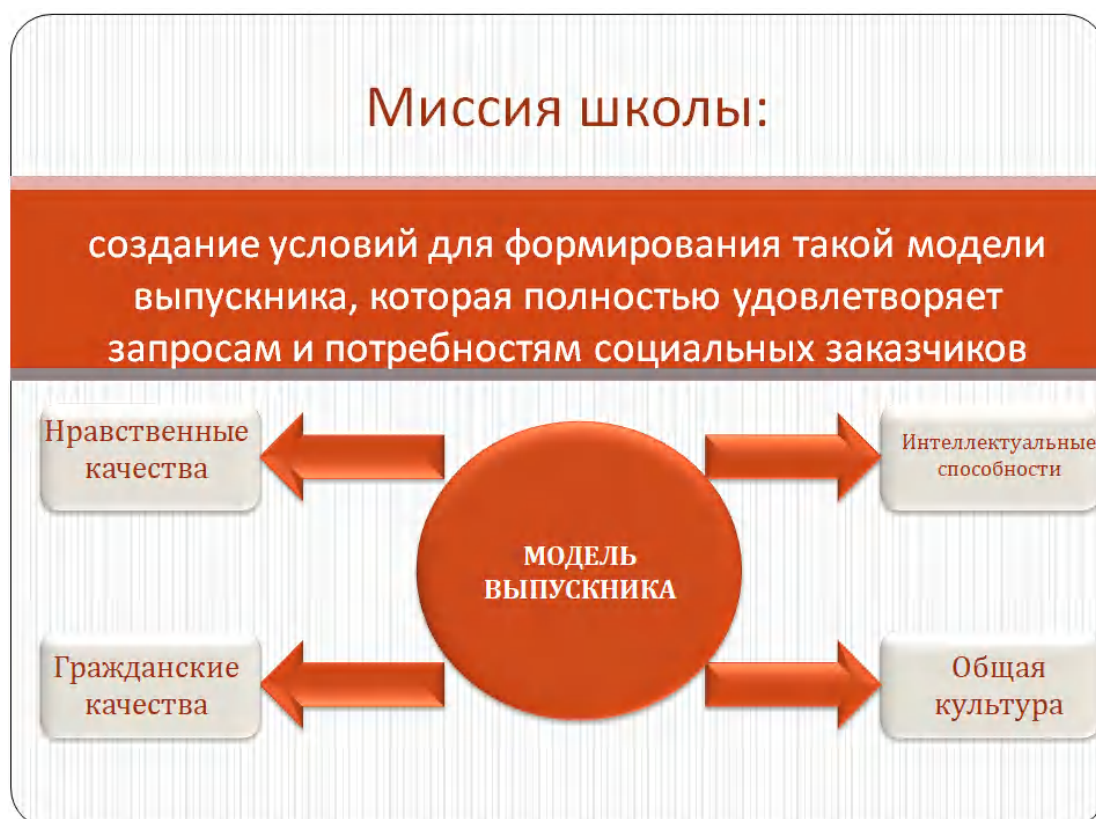 Миссия школы:
создание условий для формирования такой модели
выпускника, которая полностью удовлетворяет
запросам и потребностям социальных заказчиков
Нравственные
качества
Интеллектуальные
способности
МОДЕЛЬ
ВЫПУСКНИКА
Гражданские
качества
Общая
культура